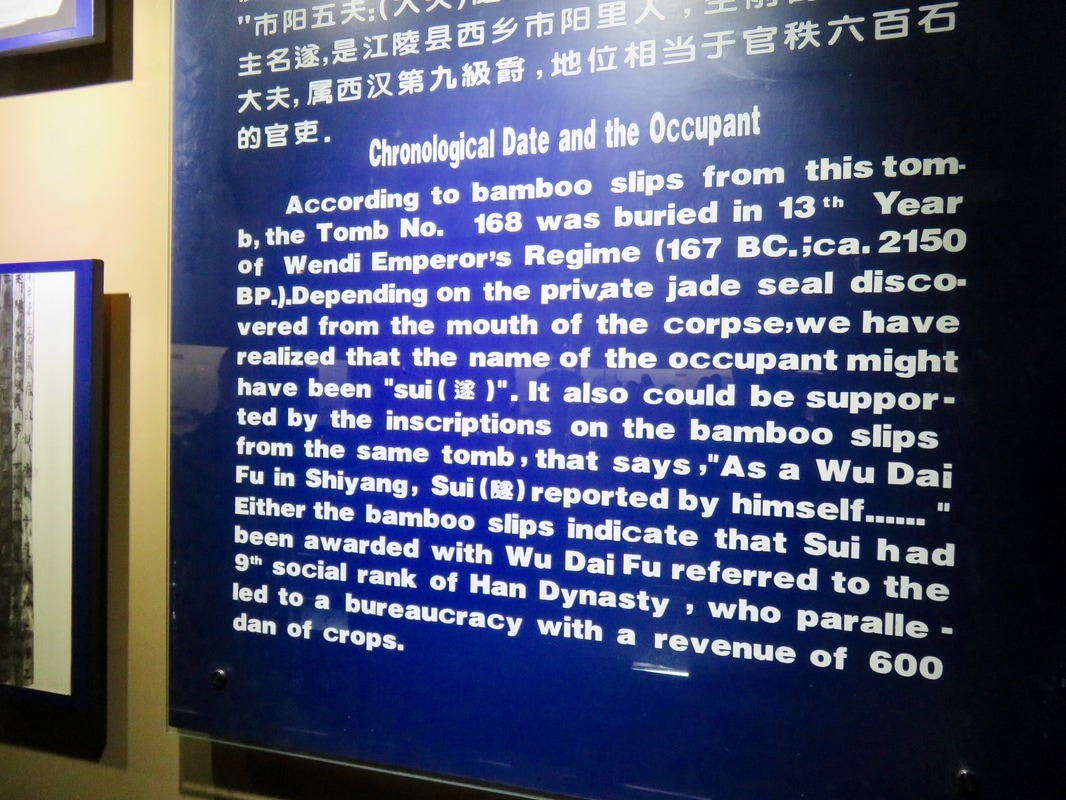 "市阳五夫:(大夫)
主名遂,是江陵县西乡市阳里人,生前
大夫,属西汉第九級爵,地位相当于官秩六百石
的官吏.
Chronological Date and the Occupant
According to bamboo slips from this tom-
b, the Tomb No. 168 was buried in 13th Year
of Wendi Emperor's Regime (167 BC.;ca. 2150
BP.).Depending on the private jade seal disco-
vered from the mouth of the corpse,we have
realized that the name of the occupant might
have been "sui( 遂 )". It also could be suppor-
ted by the inscriptions on the bamboo slips
from the same tomb, that says,"As a Wu Dai
Fu in Shiyang, Sui (隧) reported by himself...... "
Either the bamboo slips indicate that Sui had
been awarded with Wu Dai Fu referred to the
9th social rank of Han Dynasty , who paralle -
led to a bureaucracy with a revenue of 600
dan of crops.